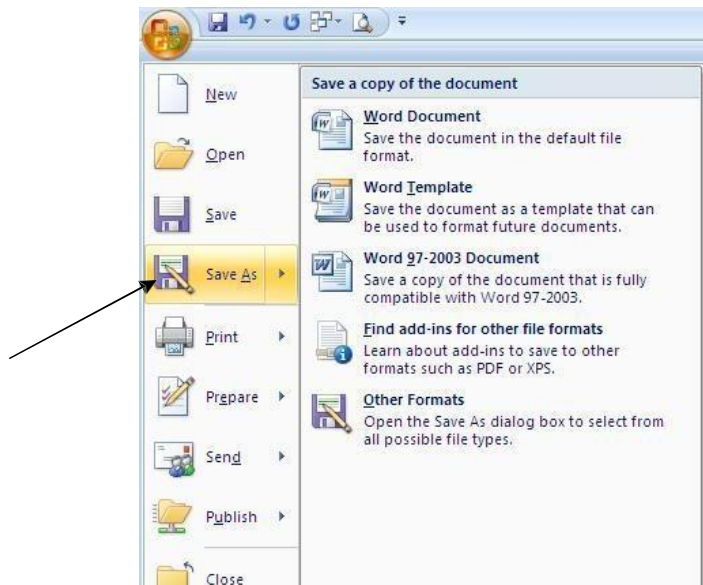 New
Open
Save
Save As
Print
Prepare
Send
Publish
Close
Save a copy of the document
Word Document
Save the document in the default file
format.
Word Template
Save the document as a template that can
be used to format future documents.
Word 97-2003 Document
Save a copy of the document that is fully
compatible with Word 97-2003.
Find add-ins for other file formats
Learn about add-ins to save to other
formats such as PDF or XPS.
Other Formats
Open the Save As dialog box to select from
all possible file types.